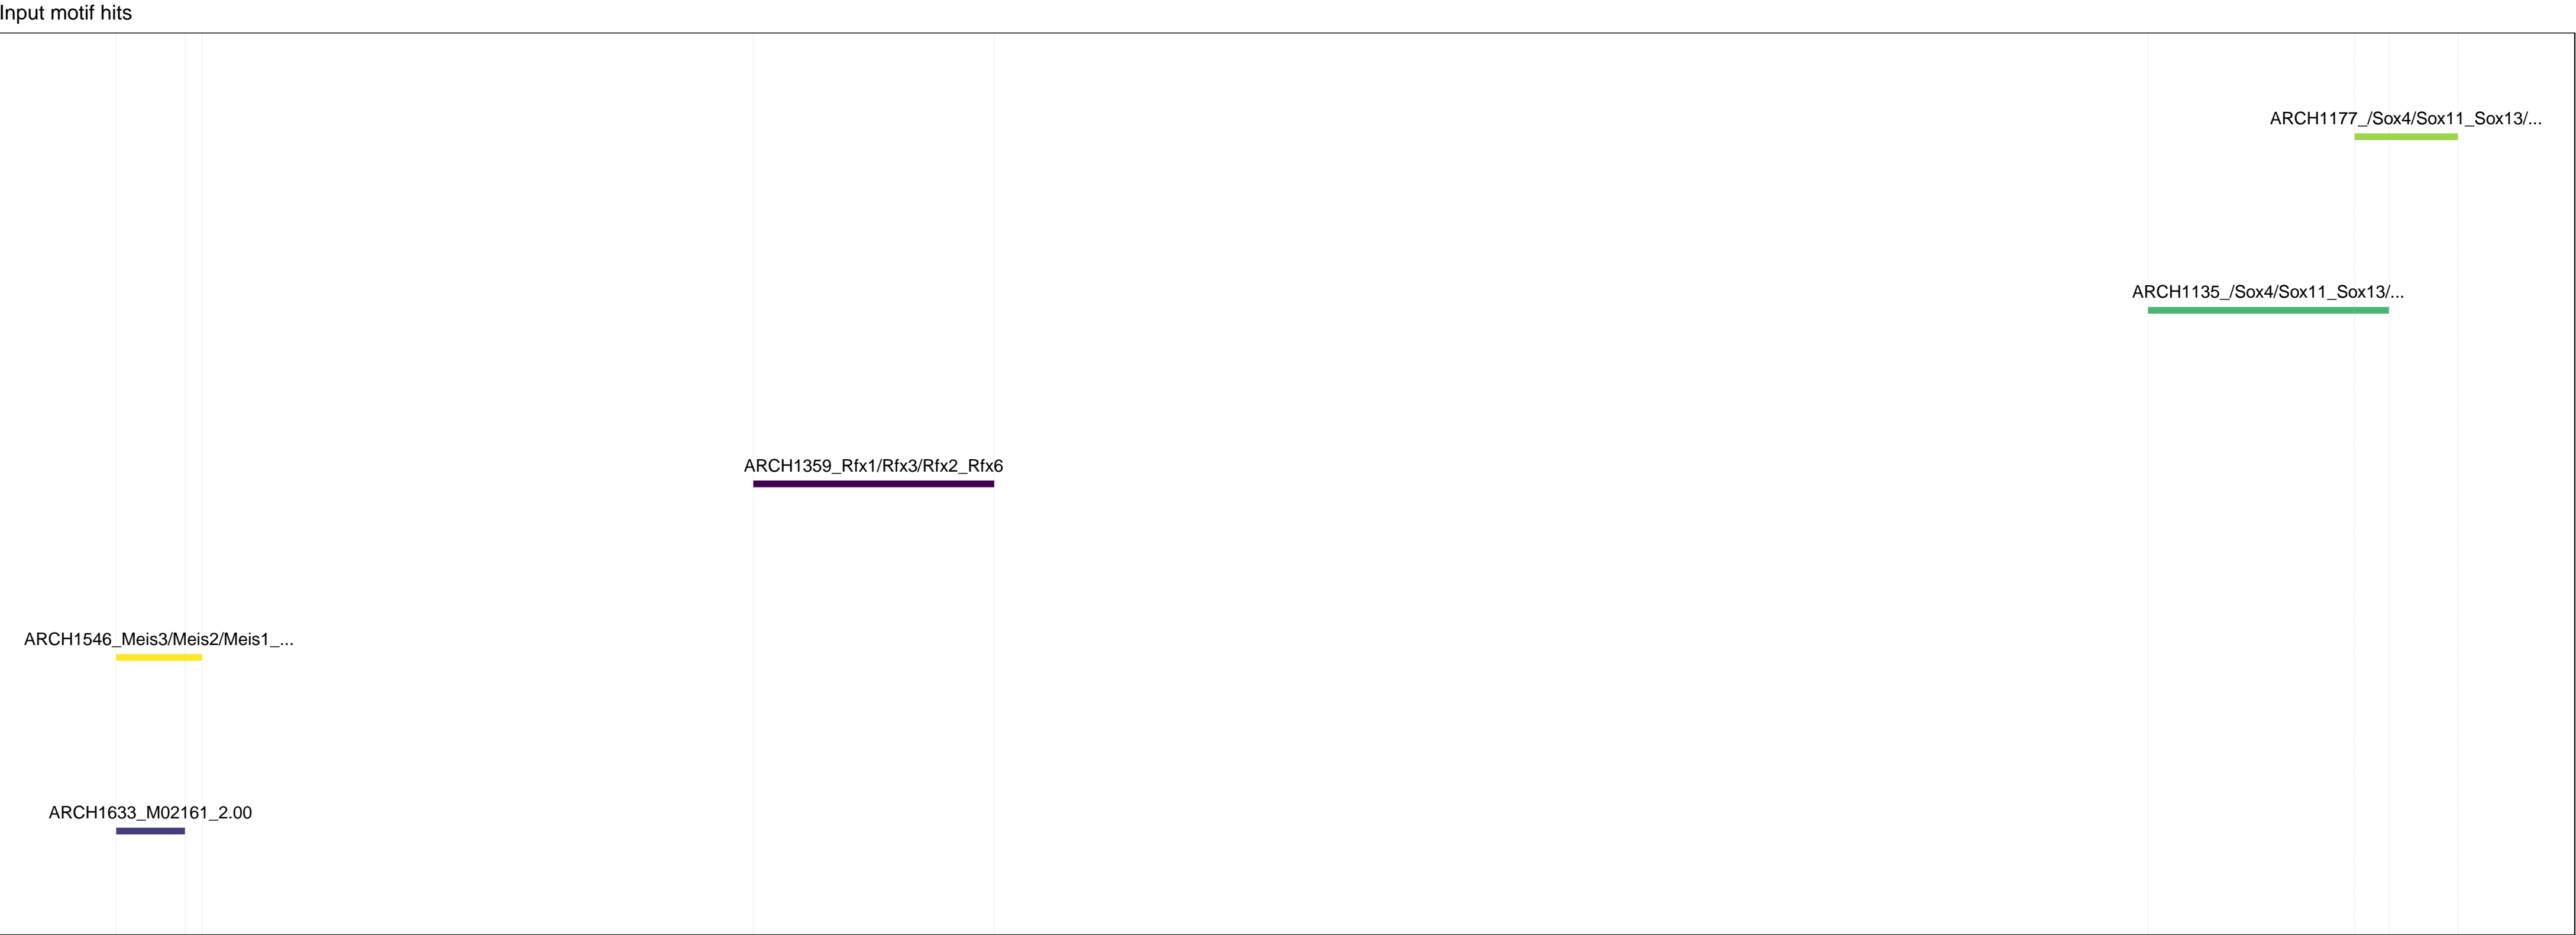 Input motif hits
ARCH1177_/Sox4/Sox11_Sox13/...
ARCH1135_/Sox4/Sox11_Sox13/...
ARCH1359_Rfx1/Rfx3/Rfx2_Rfx6
ARCH1546_Meis3/Meis2/Meis1_...
ARCH1633_M02161_2.00